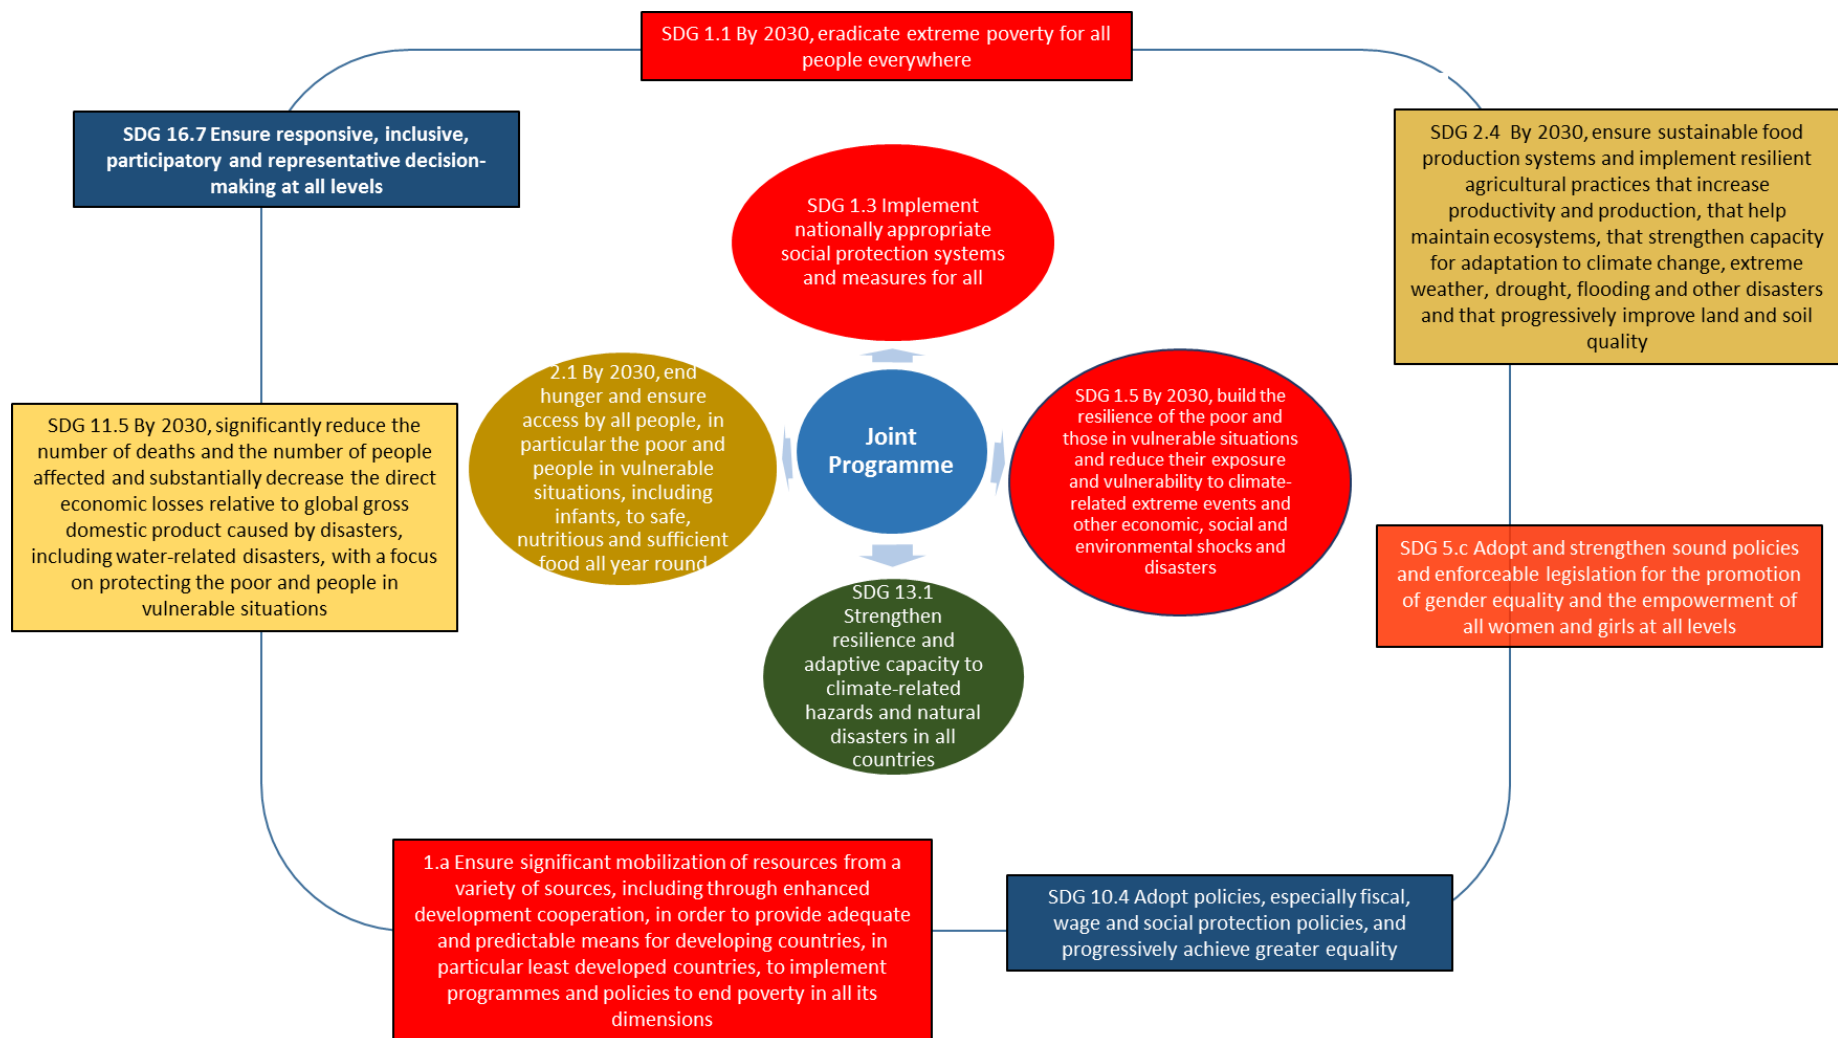 SDG 1.1 By 2030, eradicate extreme poverty for all
people everywhere
SDG 16.7 Ensure responsive, inclusive,
participatory and representative decision-
making at all levels
SDG 2.4 By 2030, ensure sustainable food
production systems and implement resilient
agricultural practices that increase
productivity and production, that help
maintain ecosystems, that strengthen capacity
for adaptation to climate change, extreme
weather, drought, flooding and other disasters
and that progressively improve land and soil
quality
SDG 1.3 Implement
nationally appropriate
social protection systems
and measures for all
2.1 By 2030, end
hunger and ensure
access by all people, in
particular the poor and
people in vulnerable
situations, including
infants, to safe,
nutritious and sufficient
food all year round
Joint
Programme
SDG 1.5 By 2030, build the
resilience of the poor and
those in vulnerable situations
and reduce their exposure
and vulnerability to climate-
related extreme events and
other economic, social and
environmental shocks and
disasters
SDG 11.5 By 2030, significantly reduce the
number of deaths and the number of people
affected and substantially decrease the direct
economic losses relative to global gross
domestic product caused by disasters,
including water-related disasters, with a focus
on protecting the poor and people in
vulnerable situations
SDG 5.c Adopt and strengthen sound policies
and enforceable legislation for the promotion
of gender equality and the empowerment of
all women and girls at all levels
SDG 13.1
Strengthen
resilience and
adaptive capacity to
climate-related
hazards and natural
disasters in all
countries
1.a Ensure significant mobilization of resources from a
variety of sources, including through enhanced
development cooperation, in order to provide adequate
and predictable means for developing countries, in
particular least developed countries, to implement
programmes and policies to end poverty in all its
dimensions
SDG 10.4 Adopt policies, especially fiscal,
wage and social protection policies, and
progressively achieve greater equality